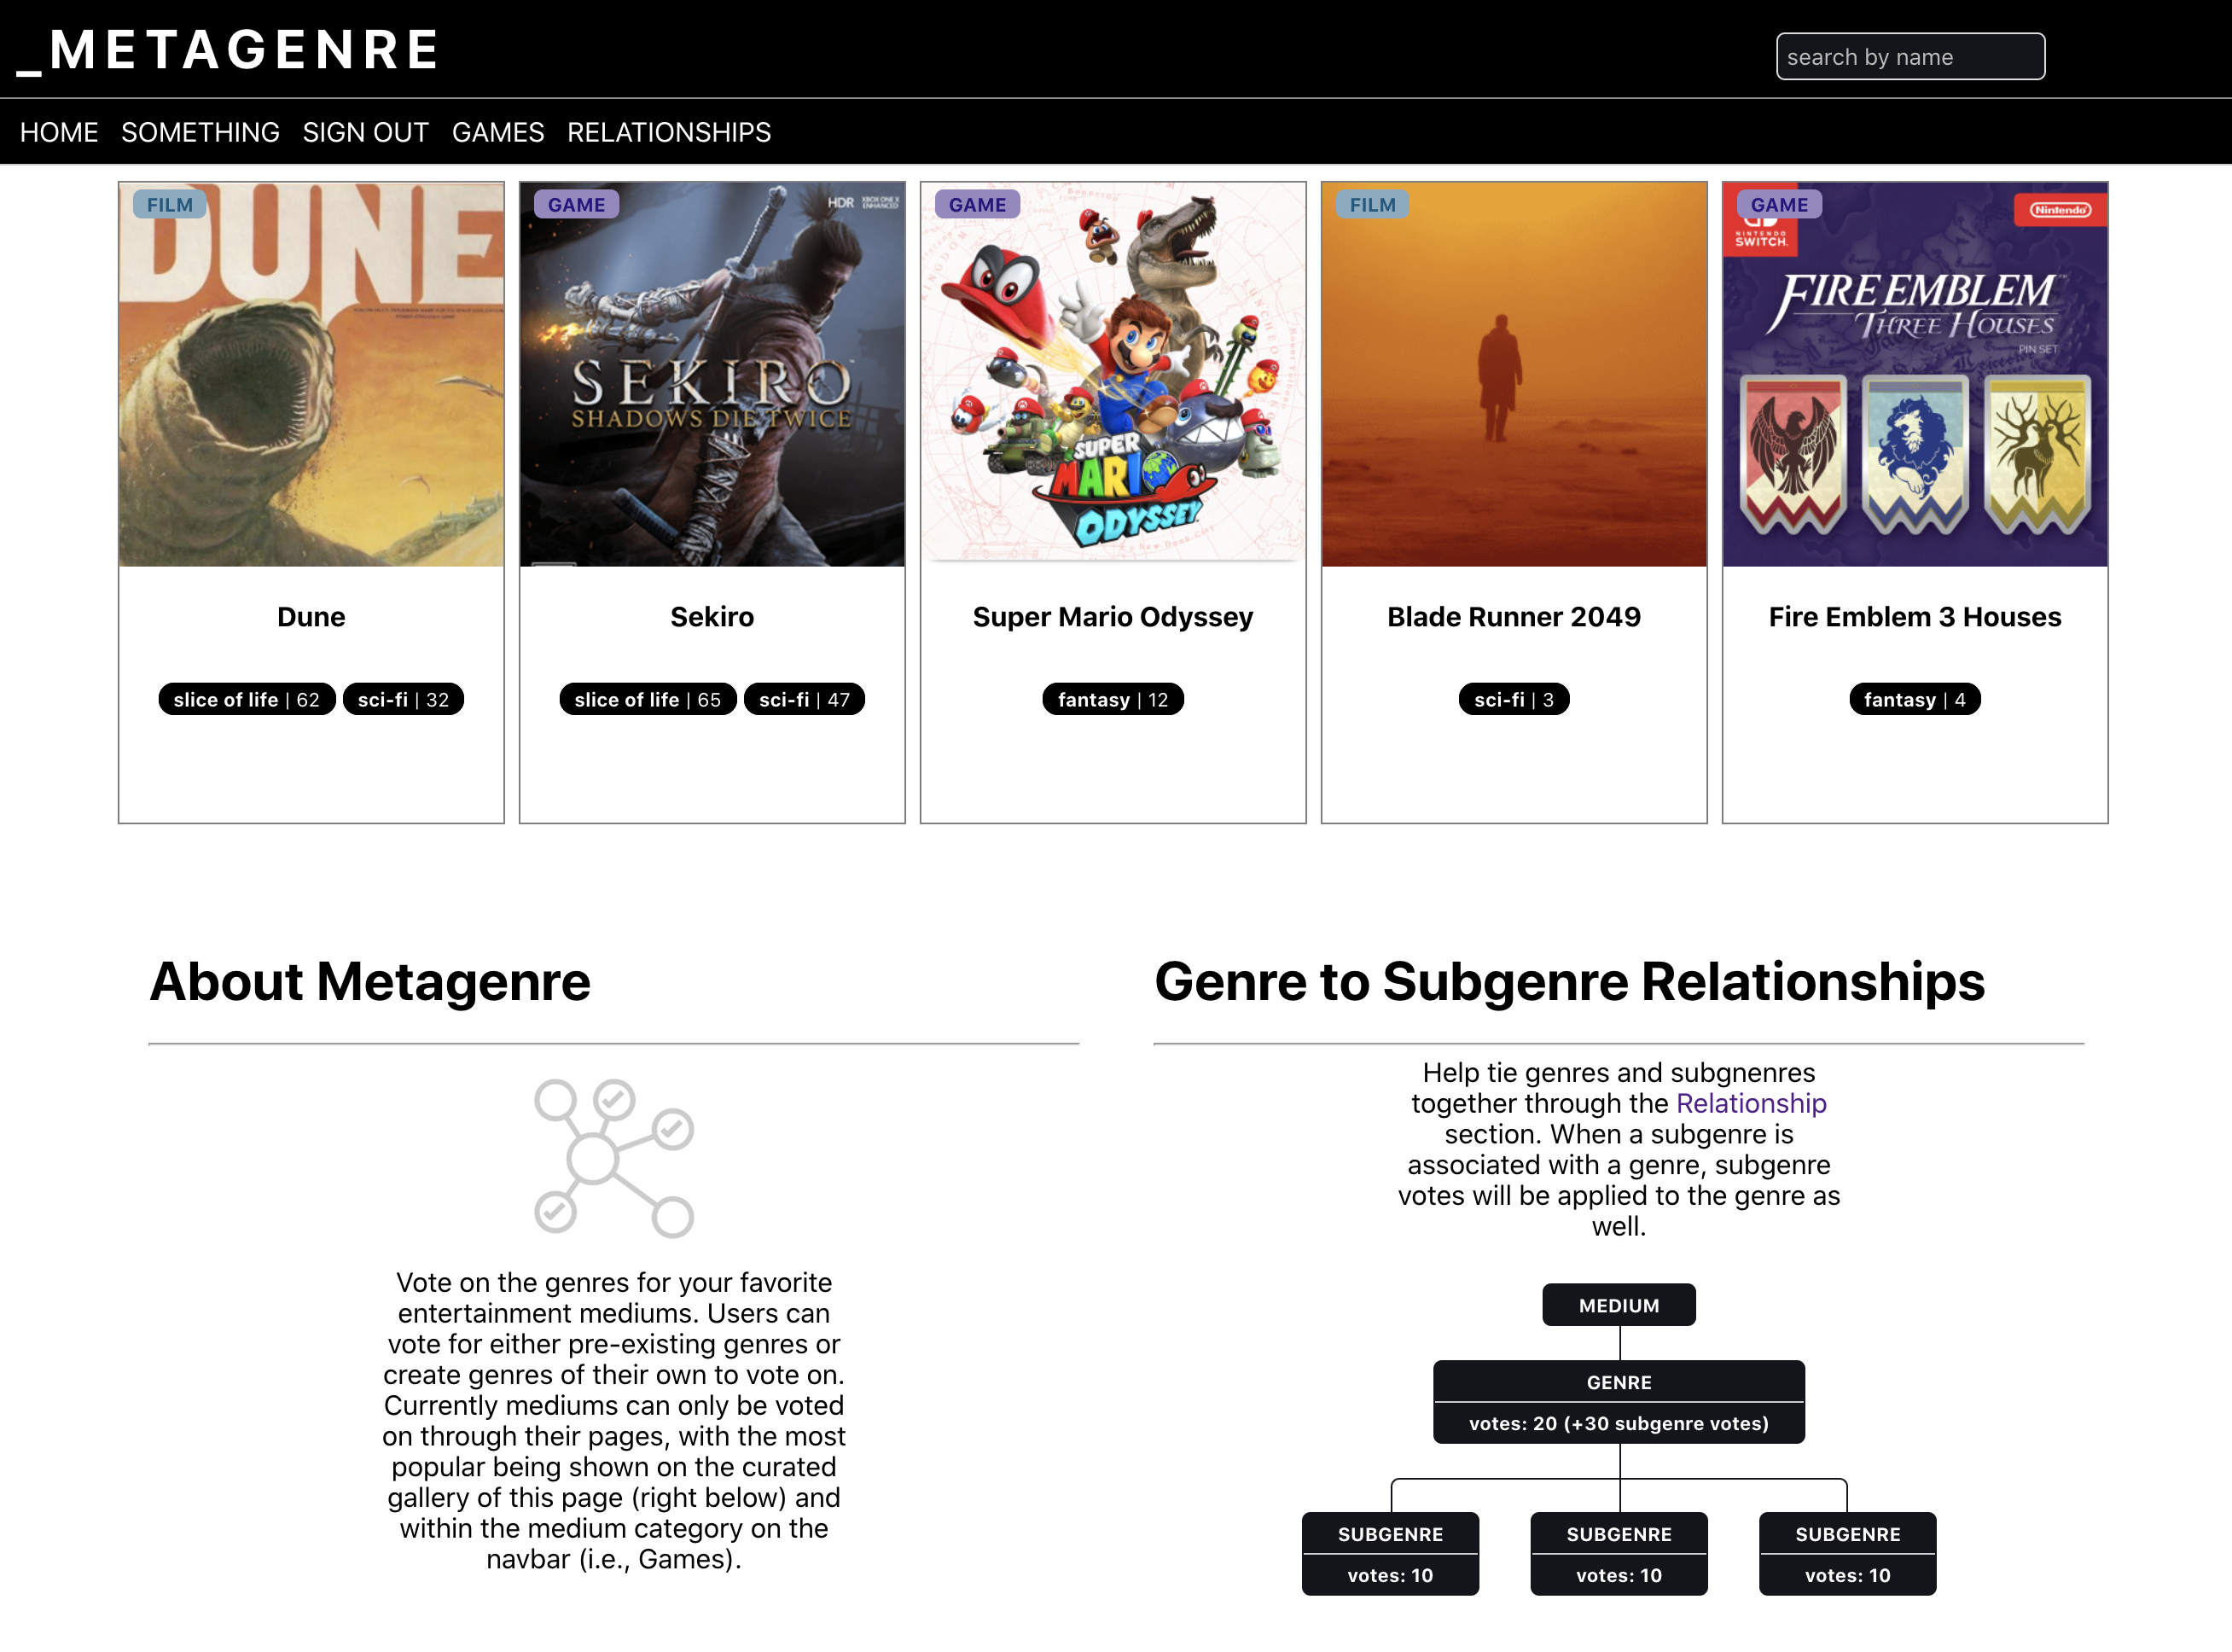 _METAGENRE
search by name
HOME SOMETHING SIGN OUT GAMES RELATIONSHIPS
FILM
DUNE
Dune
slice of life | 62 sci-fi | 32
GAME
HDR XBOX ONE X ENHANCED
SEKIRO
SHADOWS DIE TWICE
Sekiro
slice of life | 65 sci-fi | 47
GAME
SUPER
MARIO
ODYSSEY
Super Mario Odyssey
fantasy | 12
FILM
Blade Runner 2049
sci-fi | 3
GAME
NINTENDO
SWITCH
Nintendo
FIRE EMBLEM
THREE HOUSES
PIN SET
Fire Emblem 3 Houses
fantasy | 4
About Metagenre
Vote on the genres for your favorite
entertainment mediums. Users can
vote for either pre-existing genres or
create genres of their own to vote on.
Currently mediums can only be voted
on through their pages, with the most
popular being shown on the curated
gallery of this page (right below) and
within the medium category on the
navbar (i.e., Games).
Genre to Subgenre Relationships
Help tie genres and subgnenres
together through the Relationship
section. When a subgenre is
associated with a genre, subgenre
votes will be applied to the genre as
well.
MEDIUM
GENRE
votes: 20 (+30 subgenre votes)
SUBGENRE SUBGENRE SUBGENRE
votes: 10 votes: 10 votes: 10